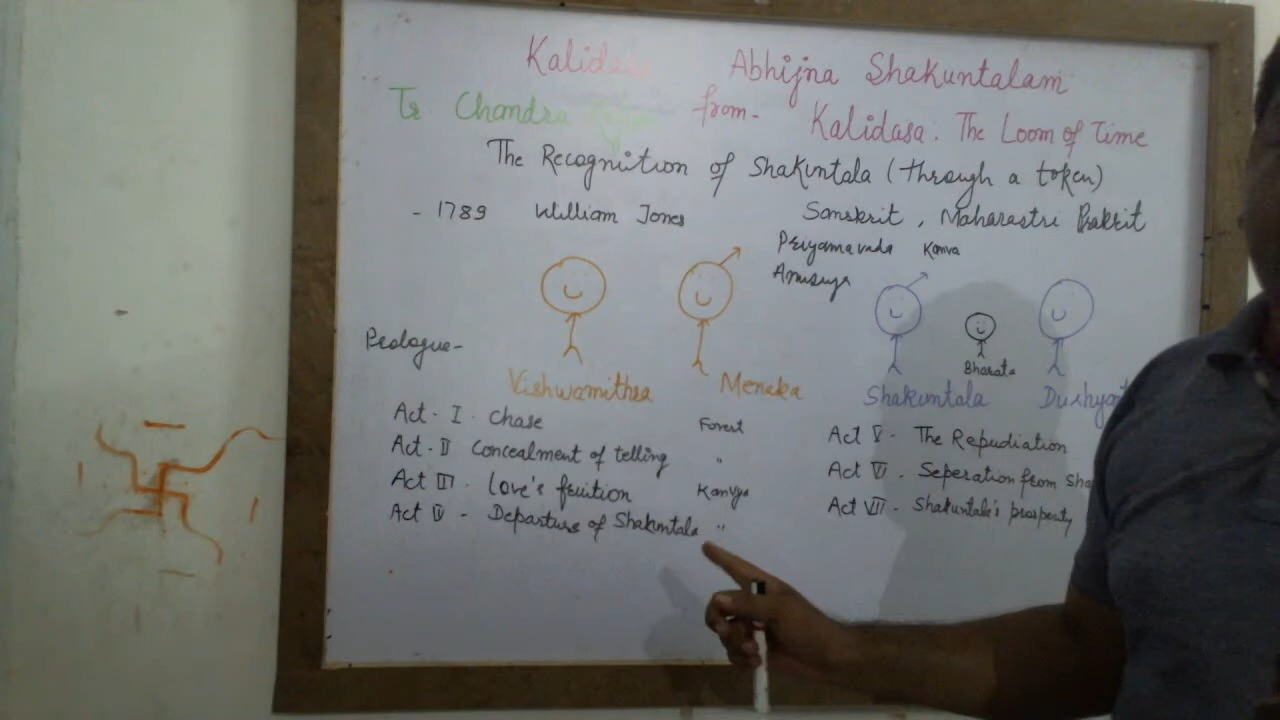 Kalidasa Abhijna Shakuntalam
Tr Chandra from- Kalidasa: The Loom of Time
The Recognition of Shakuntala (through a token)
- 1789 William Jones Sanskrit, Maharastri Prakrit
Priyamavada Kanva
Anusuya
Prologue-
Bharata
Vishwamithra Menaka Shakuntala Dushyant
Act - I . Chase Forest
Act - II Concealment of telling "
Act III . Love's fruition
Act IV - Departure of Shakuntala "
Act V - The Repudiation
Act VI . Seperation from Sha
Act VII - Shakuntala's prosperity